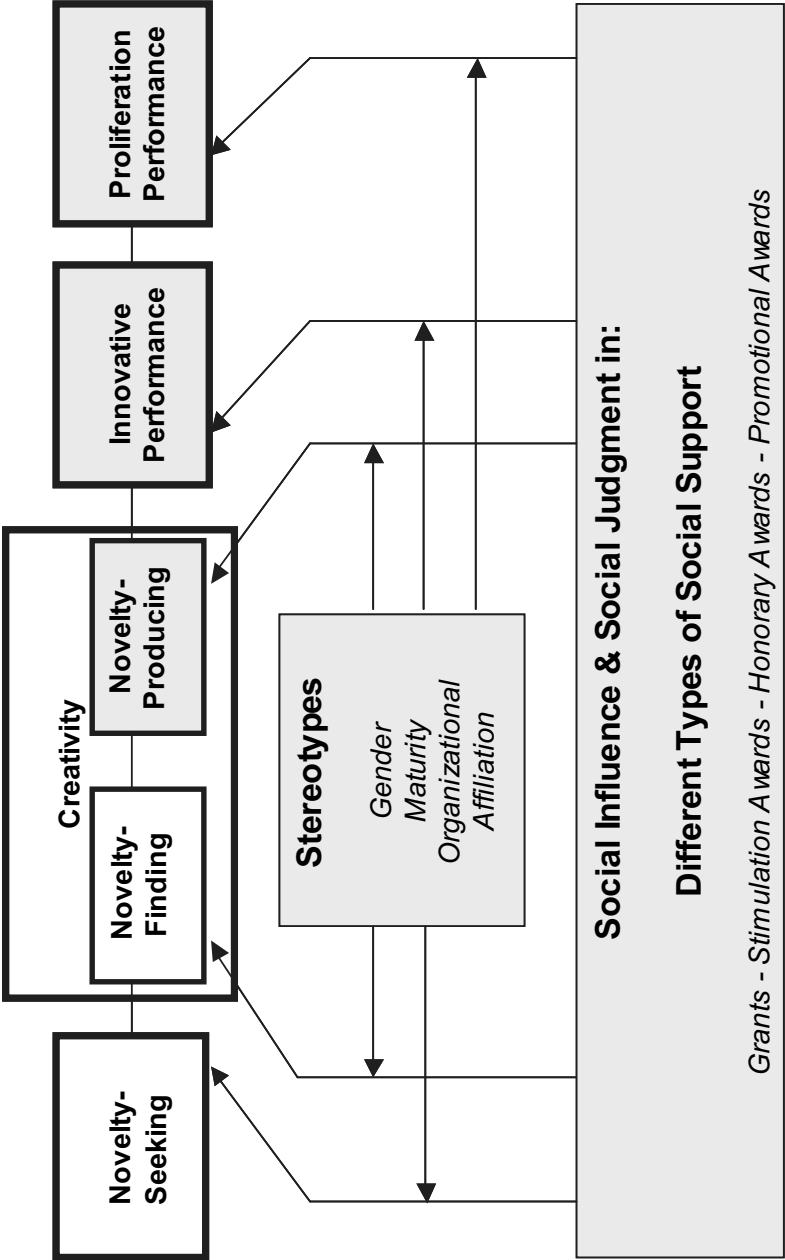 Novelty-
Seeking
Creativity
Novelty-
Finding
Novelty-
Producing
Innovative
Performance
Proliferation
Performance
Stereotypes
Gender
Maturity
Organizational
Affiliation
Social Influence & Social Judgment in:
Different Types of Social Support
Grants - Stimulation Awards - Honorary Awards - Promotional Awards